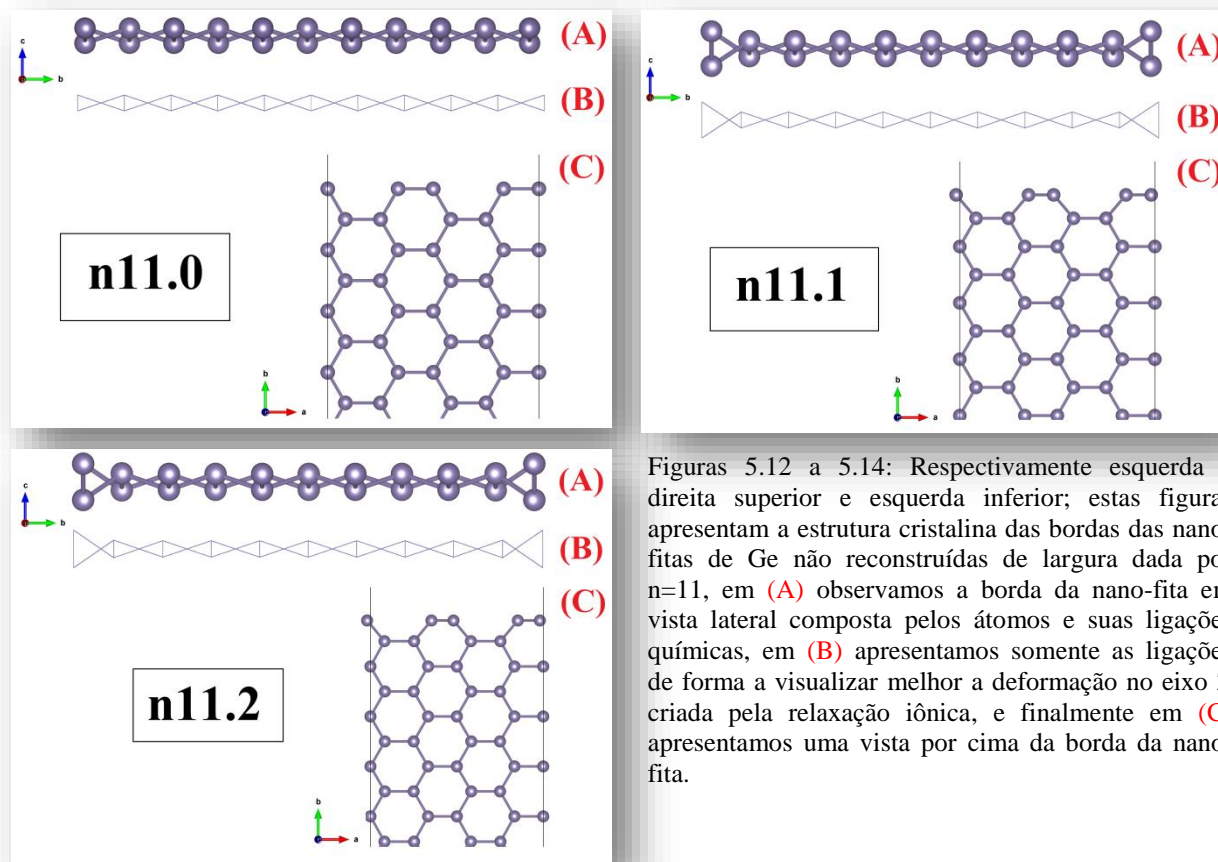 (A)
c
b
(B)
(C)
n11.0
b
a
(A)
c
b
(B)
(C)
n11.1
b
a
(A)
c
b
(B)
(C)
n11.2
b
a
Figuras 5.12 a 5.14: Respectivamente esquerda
direita superior e esquerda inferior; estas figura
apresentam a estrutura cristalina das bordas das nano
fitas de Ge não reconstruídas de largura dada po
n=11, em (A) observamos a borda da nano-fita
vista lateral composta pelos átomos e suas ligaçõe
químicas, em (B) apresentamos somente as ligaçõe
de forma a visualizar melhor a deformação no eixo
criada pela relaxação iônica, e finalmente em (C
apresentamos uma vista por cima da borda da nano
fita.